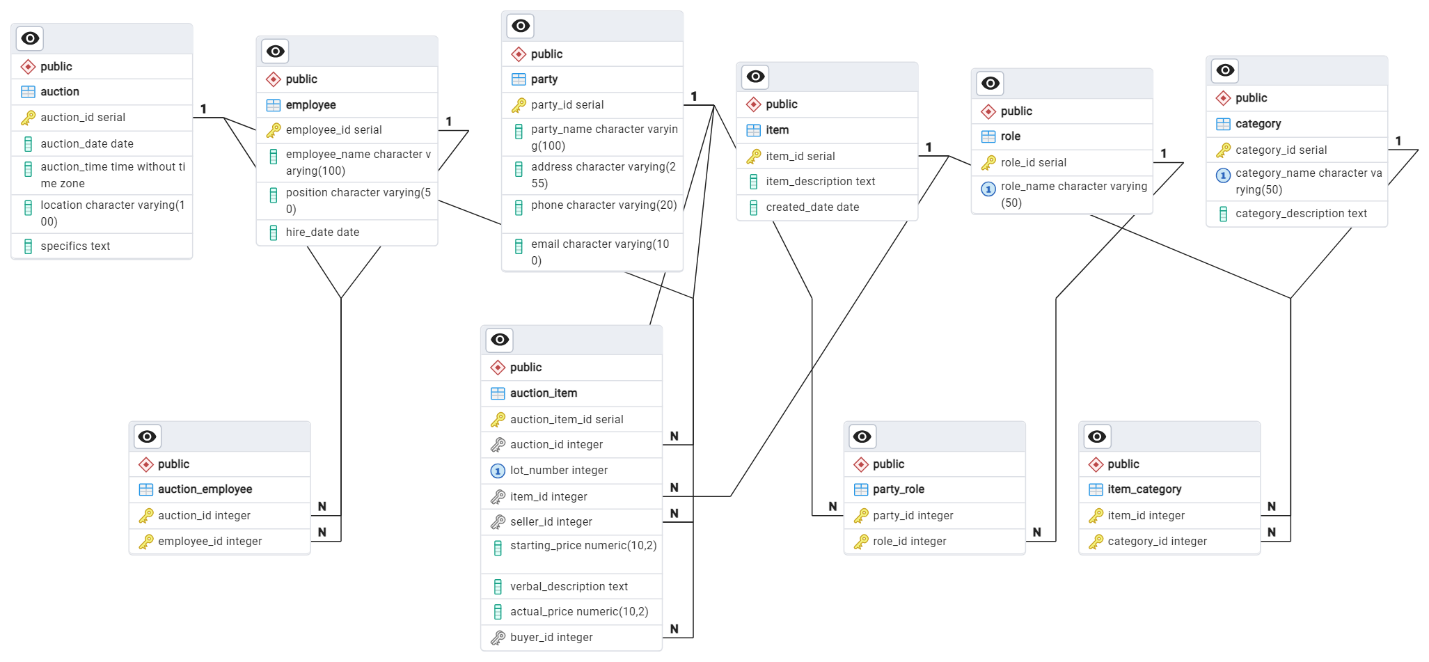 public
auction
auction_id serial
auction_date date
auction_time time without ti
me zone
location character varying(1
00)
specifics text
1
public
employee
employee_id serial
employee_name character v
arying(100)
position character varying(5
0)
hire_date date
1
public
party
party_id serial
party_name character varyin
g(100)
address character varying(2
55)
phone character varying(20)
email character varying(10
0)
1
public
item
item_id serial
item_description text
created_date date
1
public
role
role_id serial
1
role_name character varying
(50)
1
public
category
category_id serial
1
category_name character va
rying(50)
category_description text
1
public
auction_employee
auction_id integer
N
employee_id integer
N
public
auction_item
auction_item_id serial
auction_id integer
N
1
lot_number integer
item_id integer
N
seller_id integer
N
starting_price numeric(10,2)
verbal_description text
actual_price numeric(10,2)
buyer_id integer
N
public
party_role
N
party_id integer
role_id integer
N
public
item_category
item_id integer
N
category_id integer
N